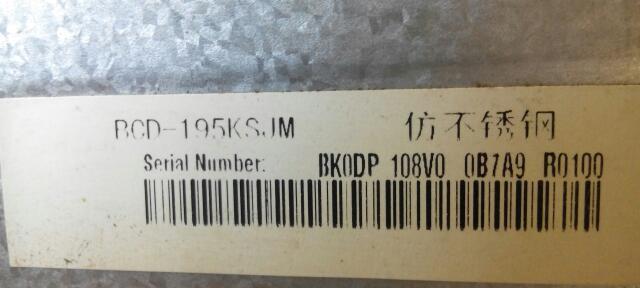 BCD-195KSJM 仿不锈钢
Serial Number: BK0DP 108V0 0B7A9 R0100